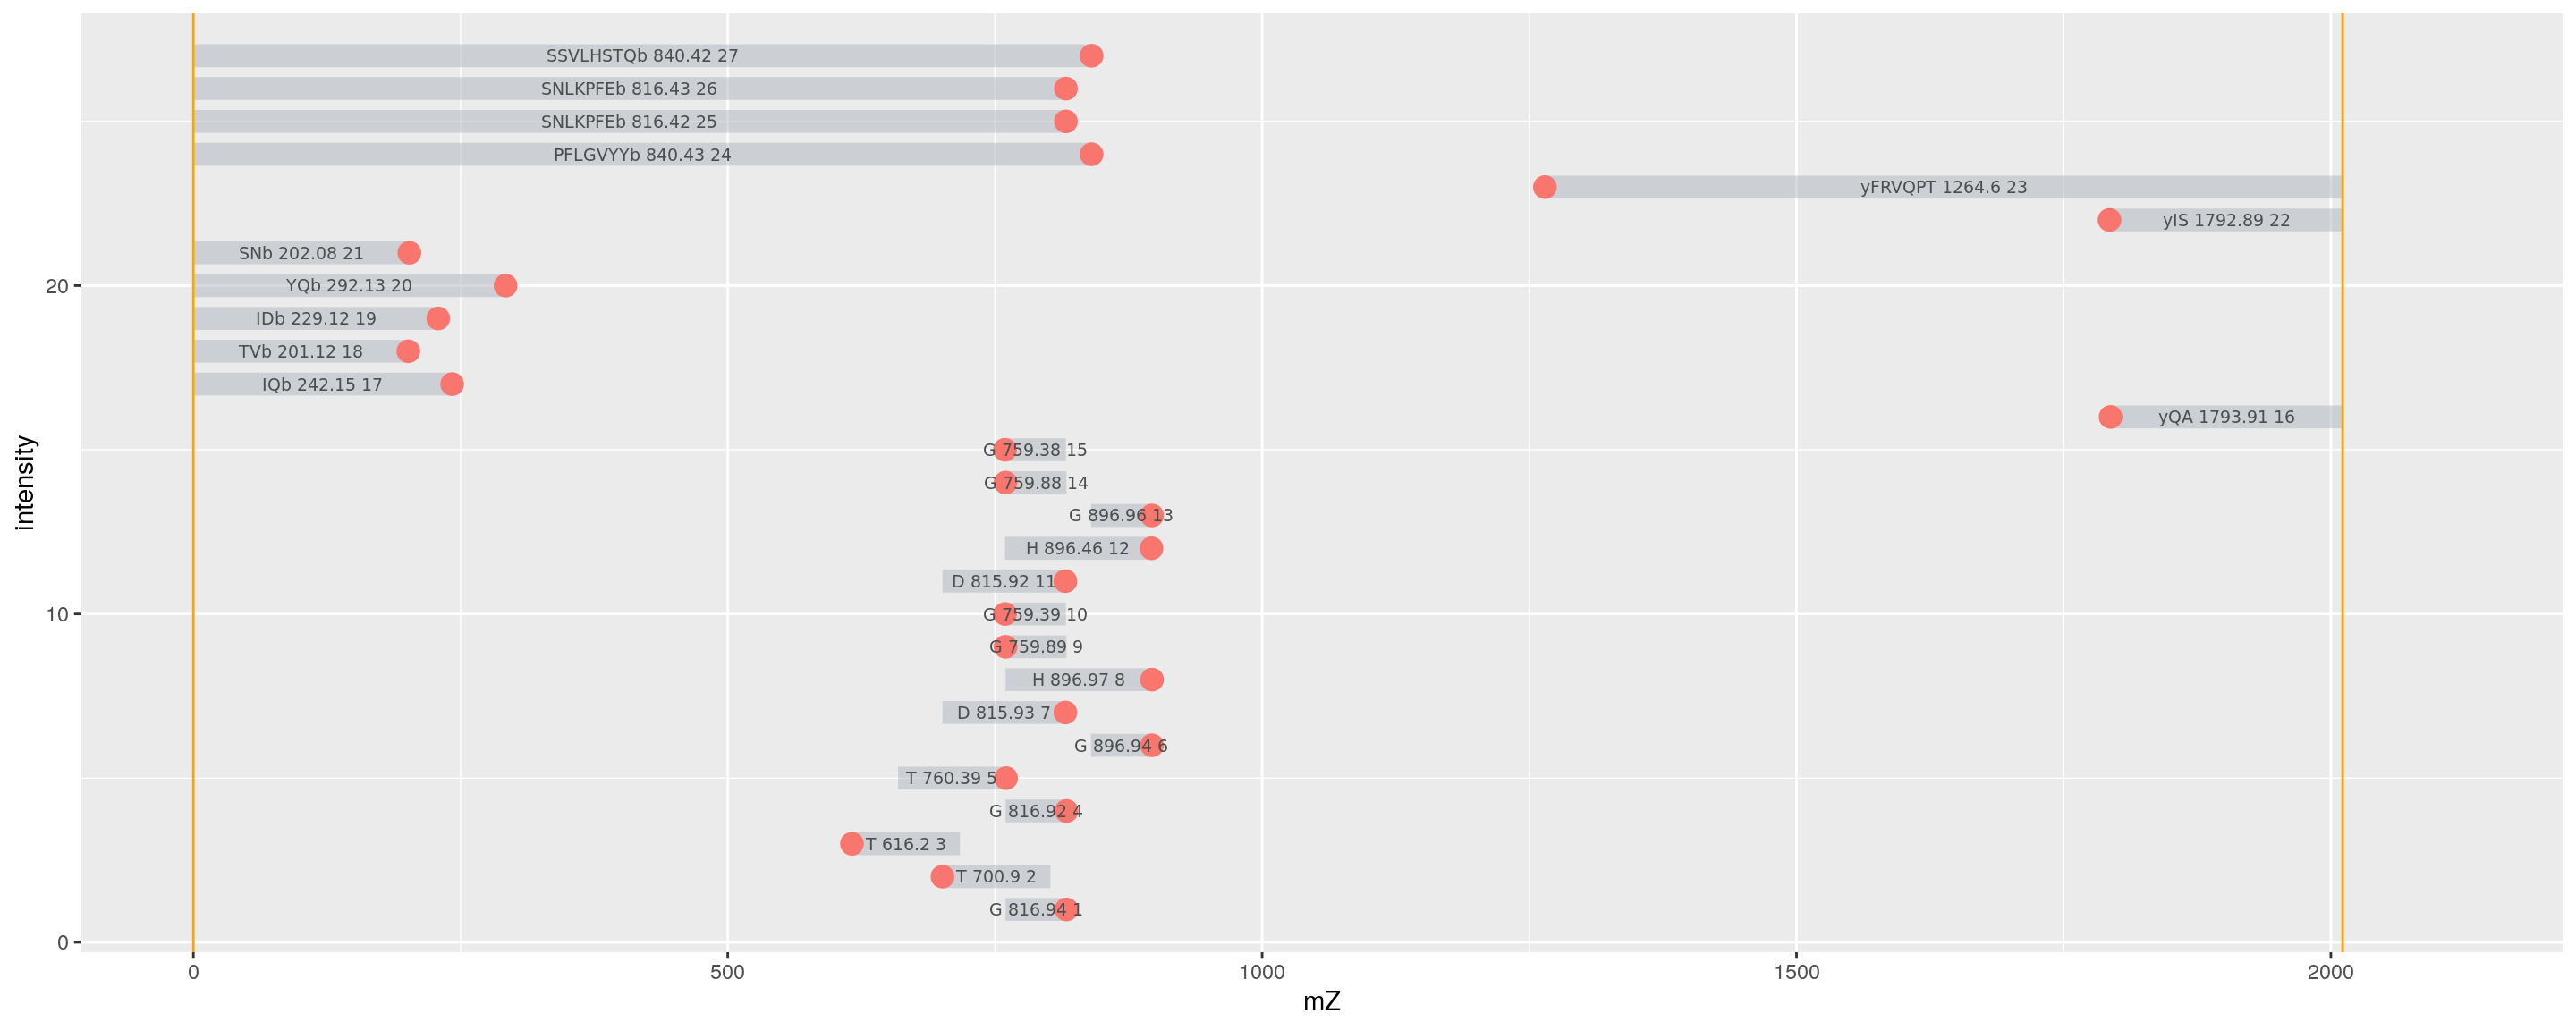 SSVLHSTQb 840.42 27
SNLKPFEb 816.43 26
SNLKPFEb 816.42 25
PFLGVYYb 840.43 24
yFRVQPT 1264.6 23
yIS 1792.89 22
SNb 202.08 21
20
YQb 292.13 20
IDb 229.12 19
TVb 201.12 18
IQb 242.15 17
yQA 1793.91 16
intensity
G 759.38 15
G 759.88 14
G 896.96 13
H 896.46 12
D 815.92 11
10
G 759.39 10
G 759.89 9
H 896.97 8
D 815.93 7
G 896.94 6
T 760.39 5
G 816.92 4
T 616.2 3
T 700.9 2
G 816.94 1
0
0 500 1000 1500 2000
mZ